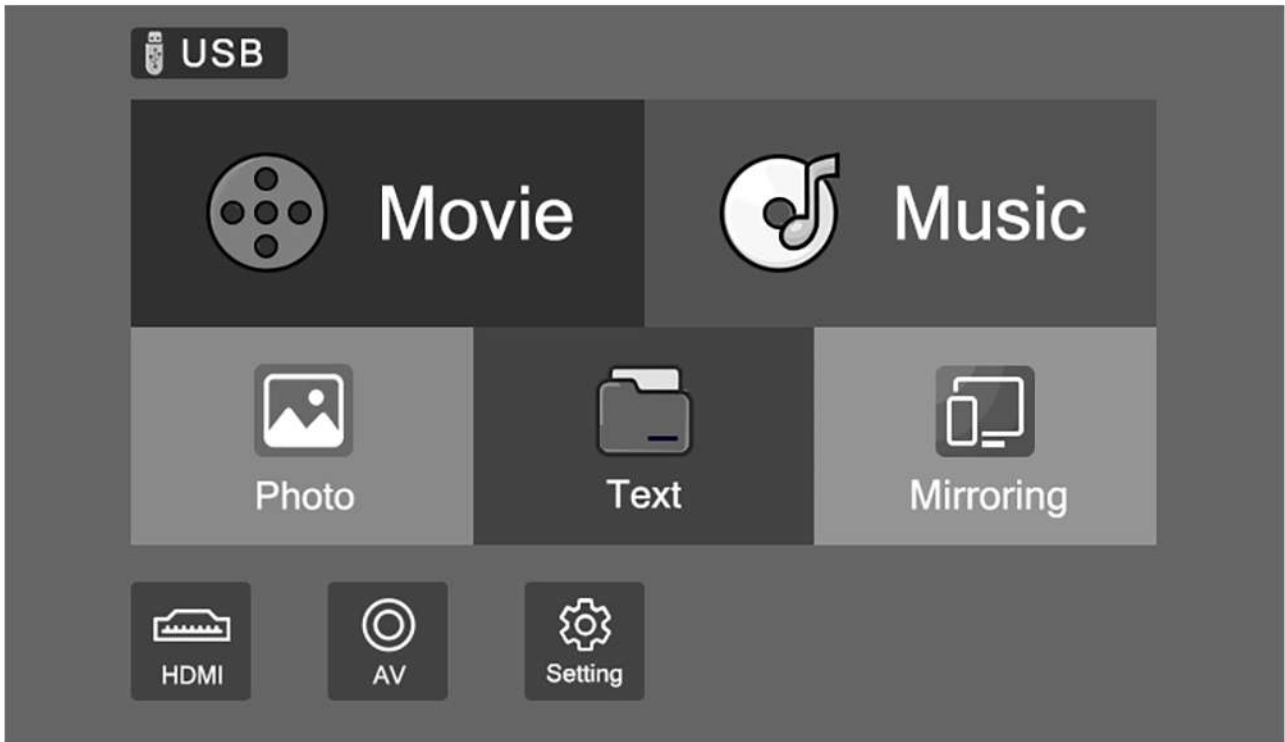 USB
Movie
Music
Photo
Text
Mirroring
HDMI
AV
Setting